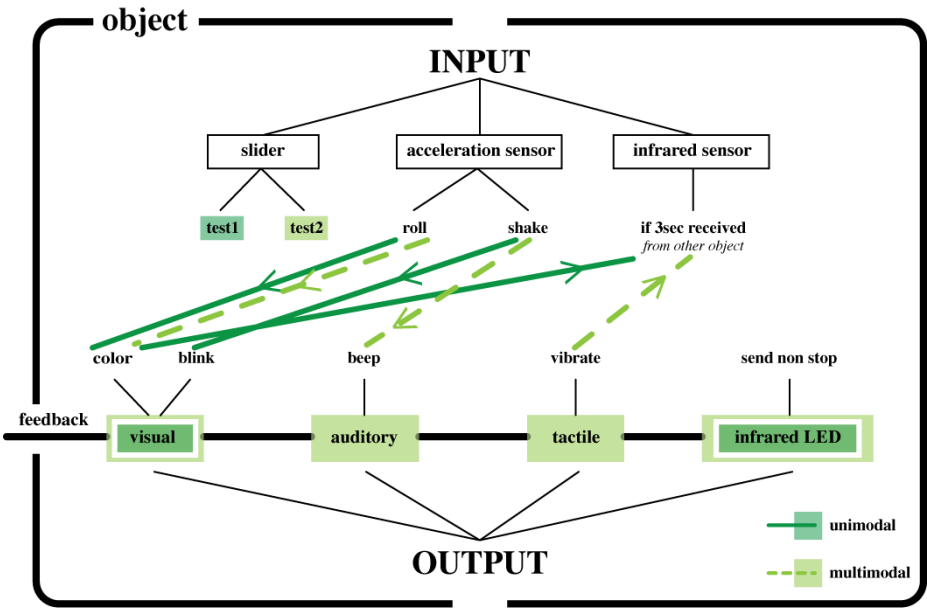 object
INPUT
slider
acceleration sensor
infrared sensor
test1
test2
roll
shake
if 3sec received
from other object
color
blink
beep
vibrate
send non stop
feedback
visual
auditory
tactile
infrared LED
OUTPUT
unimodal
multimodal